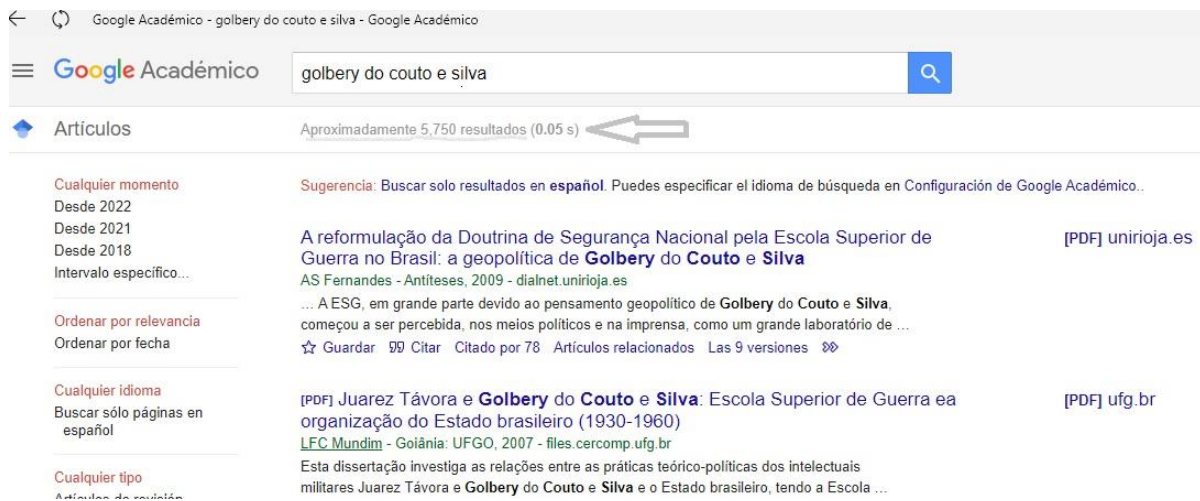 Google Académico - golbery do couto e silva - Google Académico
Google Académico
golbery do couto e silva
Artículos
Aproximadamente 5,750 resultados (0.05 s)
Cualquier momento
Desde 2022
Desde 2021
Desde 2018
Intervalo específico...
Ordenar por relevancia
Ordenar por fecha
Cualquier idioma
Buscar sólo páginas en
español
Cualquier tipo
Artículos de revisión
Sugerencia: Buscar solo resultados en español. Puedes especificar el idioma de búsqueda en Configuración de Google Académico..
A reformulação da Doutrina de Segurança Nacional pela Escola Superior de
Guerra no Brasil: a geopolítica de Golbery do Couto e Silva
AS Fernandes - Antíteses, 2009 - dialnet.unirioja.es
... A ESG, em grande parte devido ao pensamento geopolítico de Golbery do Couto e Silva,
começou a ser percebida, nos meios políticos e na imprensa, como um grande laboratório de ...
Guardar Citar Citado por 78 Artículos relacionados Las 9 versiones
[PDF] unirioja.es
[PDF] Juarez Távora e Golbery do Couto e Silva: Escola Superior de Guerra ea
organização do Estado brasileiro (1930-1960)
LFC Mundim - Goiânia: UFGO, 2007 - files.cercomp.ufg.br
Esta dissertação investiga as relações entre as práticas teórico-políticas dos intelectuais
militares Juarez Távora e Golbery do Couto e Silva e o Estado brasileiro, tendo a Escola ...
[PDF] ufg.br